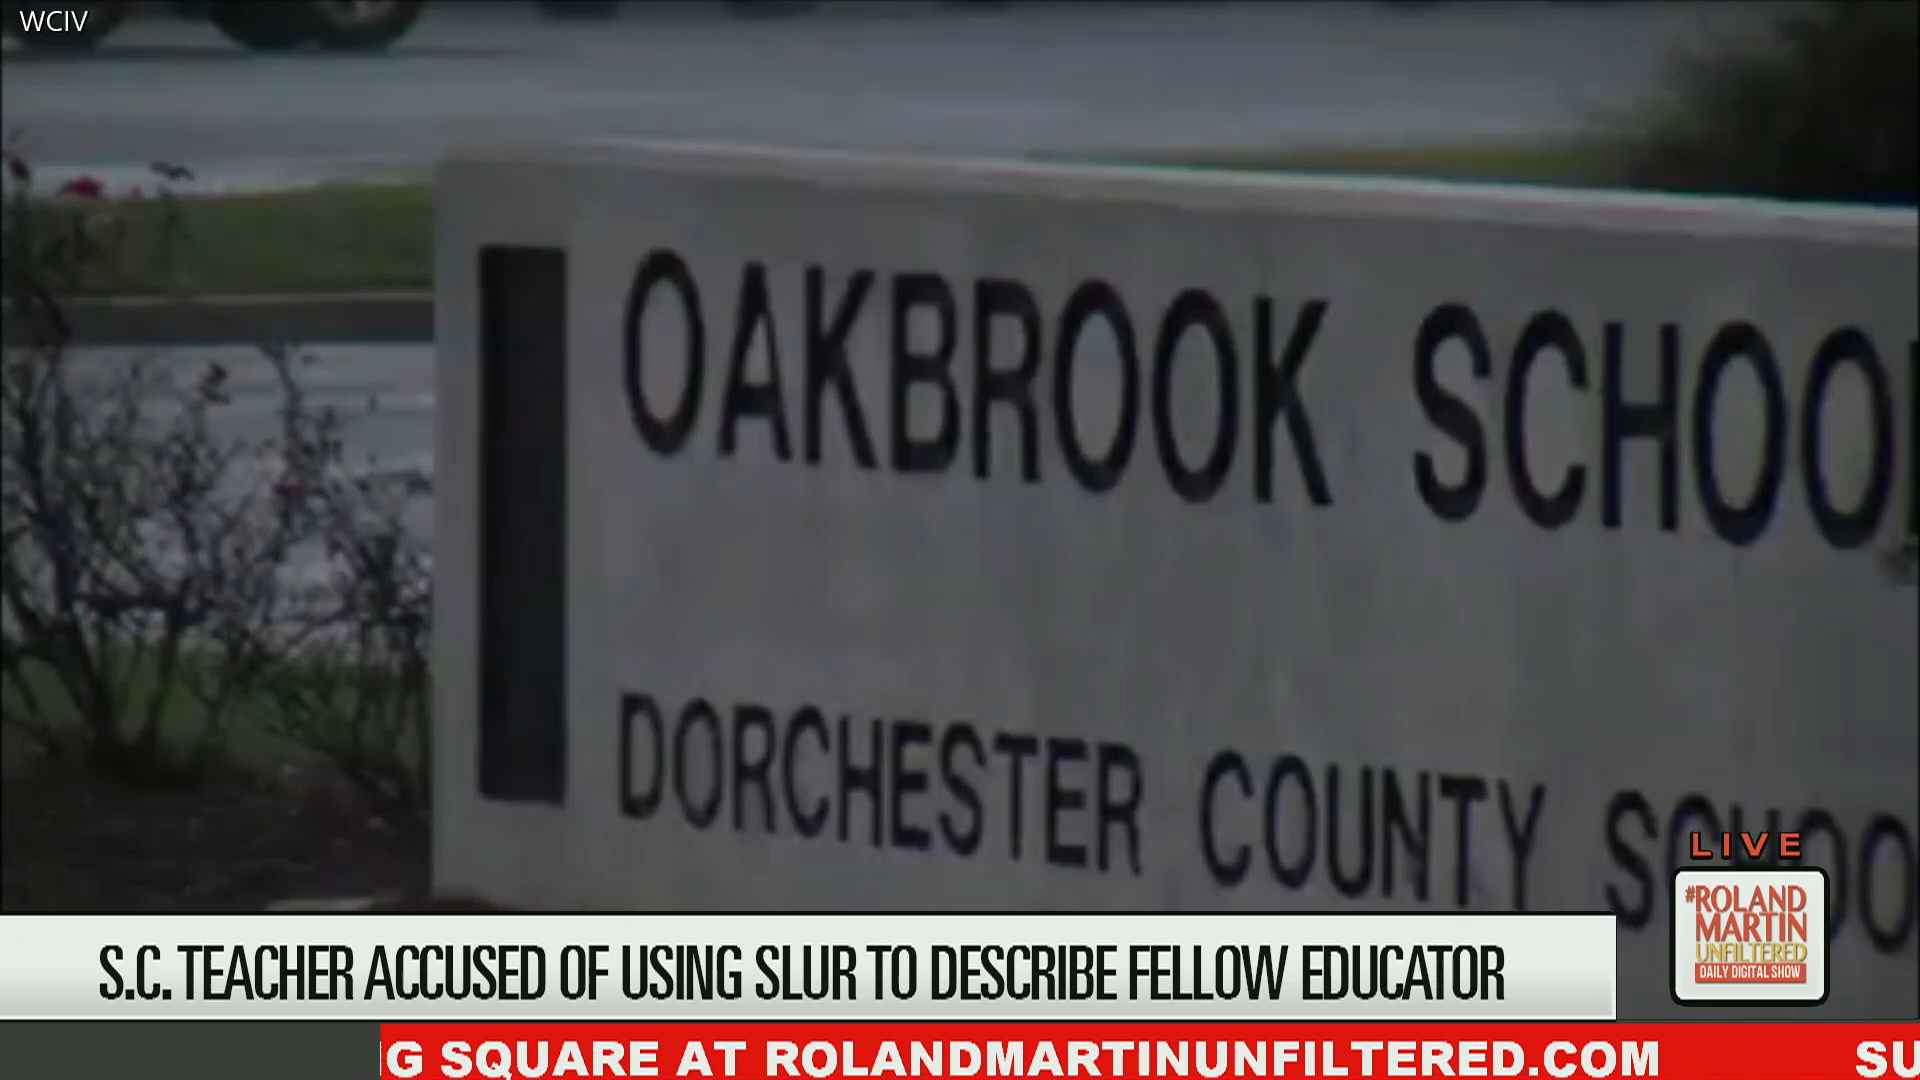 WCIV
OAKBROOK SCHOO
DORCHESTER COUNTY SCHOO
LIVE
#ROLAND
MARTIN
UNFILTERED
DAILY DIGITAL SHOW
S.C. TEACHER ACCUSED OF USING SLUR TO DESCRIBE FELLOW EDUCATOR
G SQUARE AT ROLANDMARTINUNFILTERED.COM SU